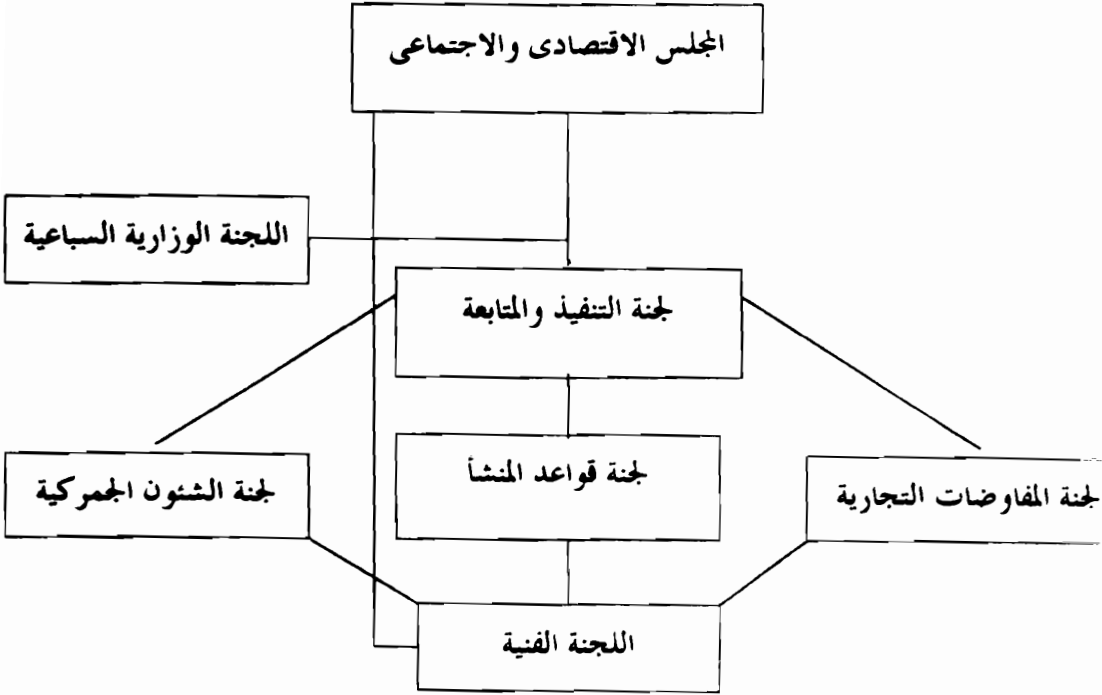 المجلس الاقتصادى والاجتماعى
اللجنة الوزارية السباعية
لجنة التنفيذ والمتابعة
لجنة المفاوضات التجارية
لجنة قواعد المنشأ
لجنة الشئون الجمركية
اللجنة الفنية